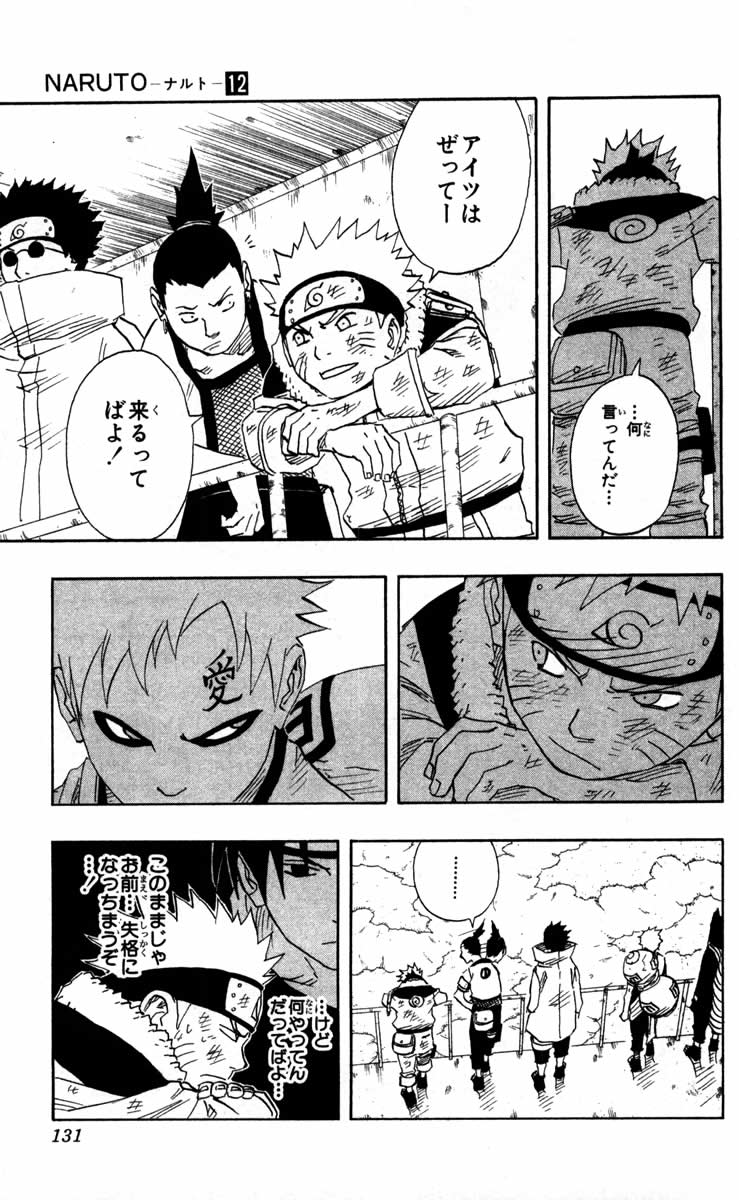 NARUTO―ナルト―12
…何
言ってんだ…
アイツは
ぜってー
来るって
ばよ！
愛
…………
…けど
何やってん
だってばよ…
このままじゃ
お前…失格に
なっちまうぞ
…！
131